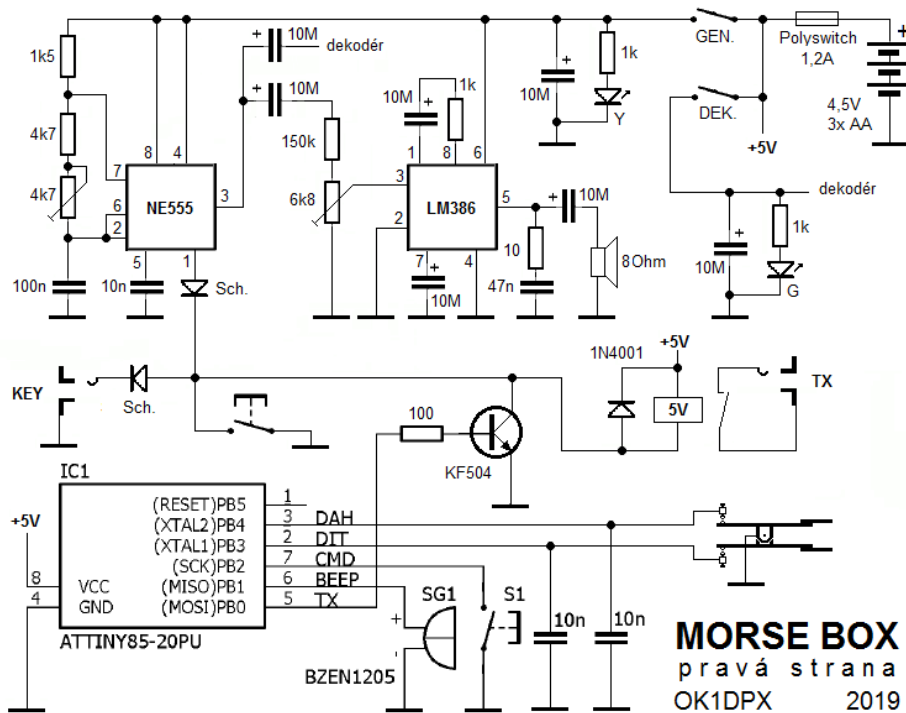 10M
dekodér
1k5
10M
10M
1k
4k7
150k
4k7
6k8
8
4
7
6
2
3
5
1
NE555
100n
10n
Sch.
1
8
6
3
2
5
7
4
LM386
10M
10M
10
47n
8Ohm
10M
1k
Y
GEN.
DEK.
Polyswitch
1,2A
4,5V
3x AA
+5V
dekodér
1k
10M
G
KEY
Sch.
100
KF504
1N4001
+5V
5V
TX
IC1
+5V
8 VCC
4 GND
(RESET)PB5 1
(XTAL2)PB4 3 DAH
(XTAL1)PB3 2 DIT
(SCK)PB2 7 CMD
(MISO)PB1 6 BEEP
(MOSI)PB0 5 TX
ATTINY85-20PU
SG1
BZEN1205
S1
10n
10n
MORSE BOX
pravá strana
OK1DPX 2019